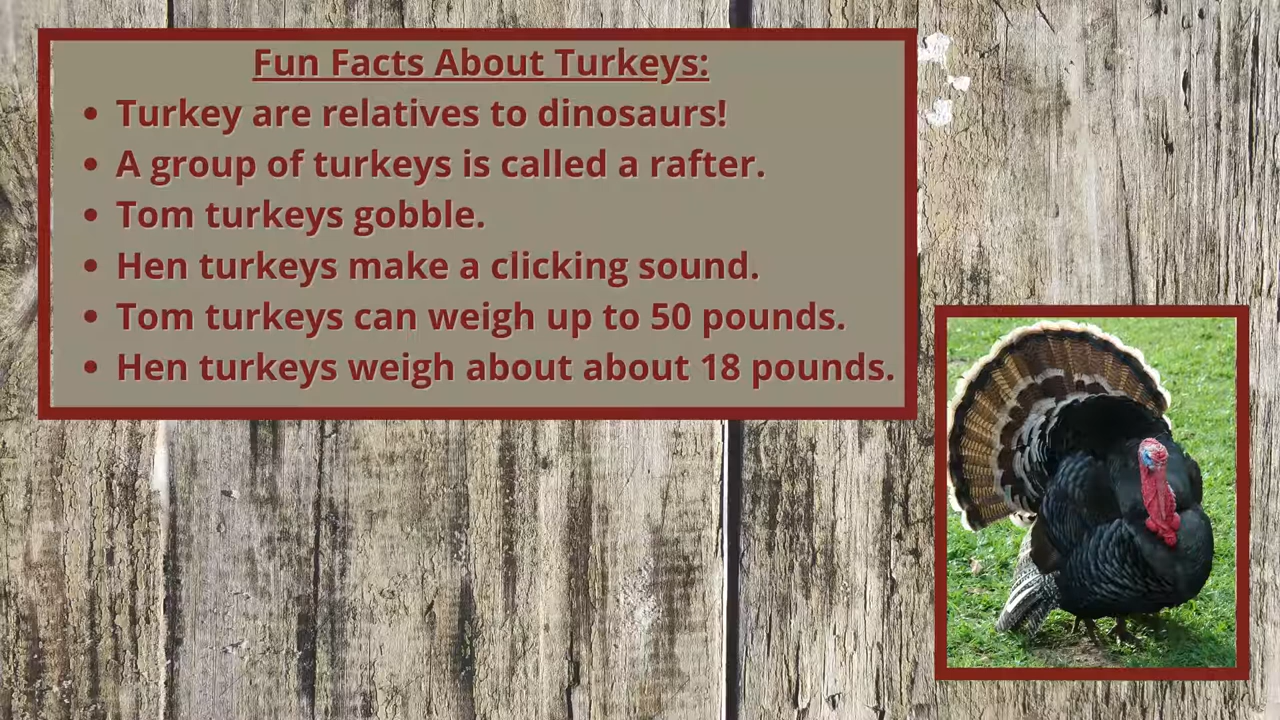 Fun Facts About Turkeys:
• Turkey are relatives to dinosaurs!
• A group of turkeys is called a rafter.
• Tom turkeys gobble.
• Hen turkeys make a clicking sound.
• Tom turkeys can weigh up to 50 pounds.
• Hen turkeys weigh about about 18 pounds.